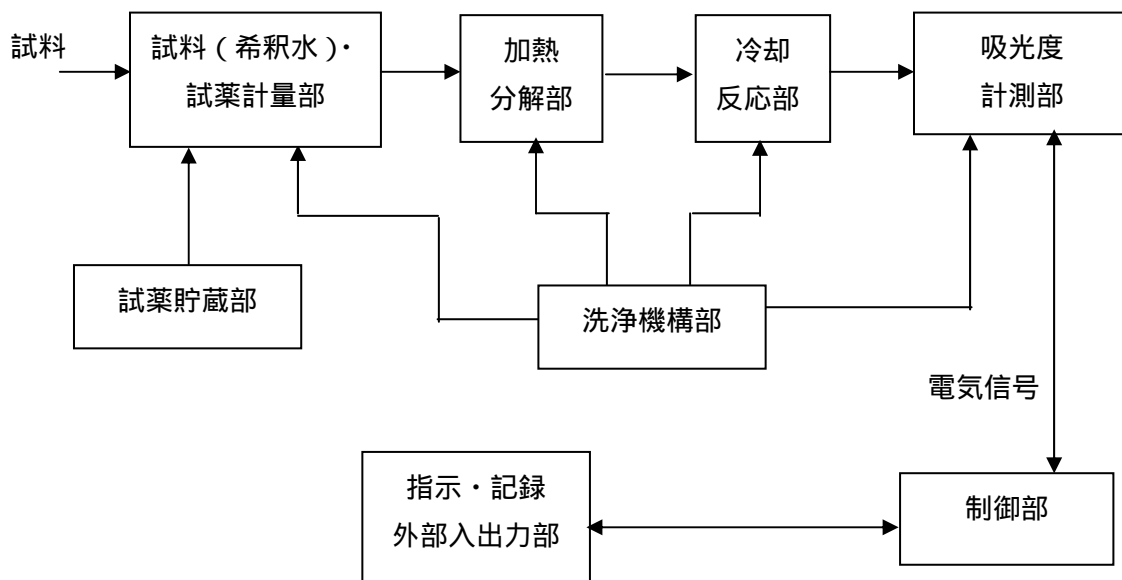 試料
試料(希釈水)・
試薬計量部
加熱
分解部
冷却
反応部
吸光度
計測部
試薬貯蔵部
洗浄機構部
電気信号
指示・記録
外部入出力部
制御部